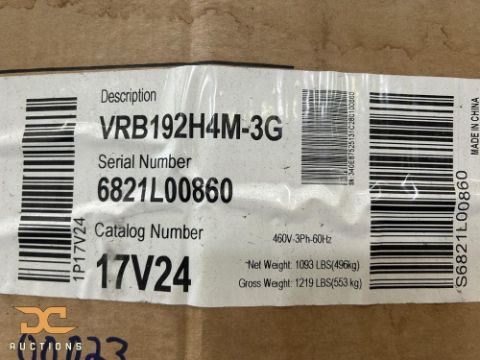 Description
VRB192H4M-3G
Serial Number
6821L00860
Catalog Number
17V24
460V-3Ph-60Hz
Net Weight: 1093 LBS(496kg)
Gross Weight: 1219 LBS(553 kg)
1P17V24
S6821L00860
MADE IN CHINA
AUCTIONS